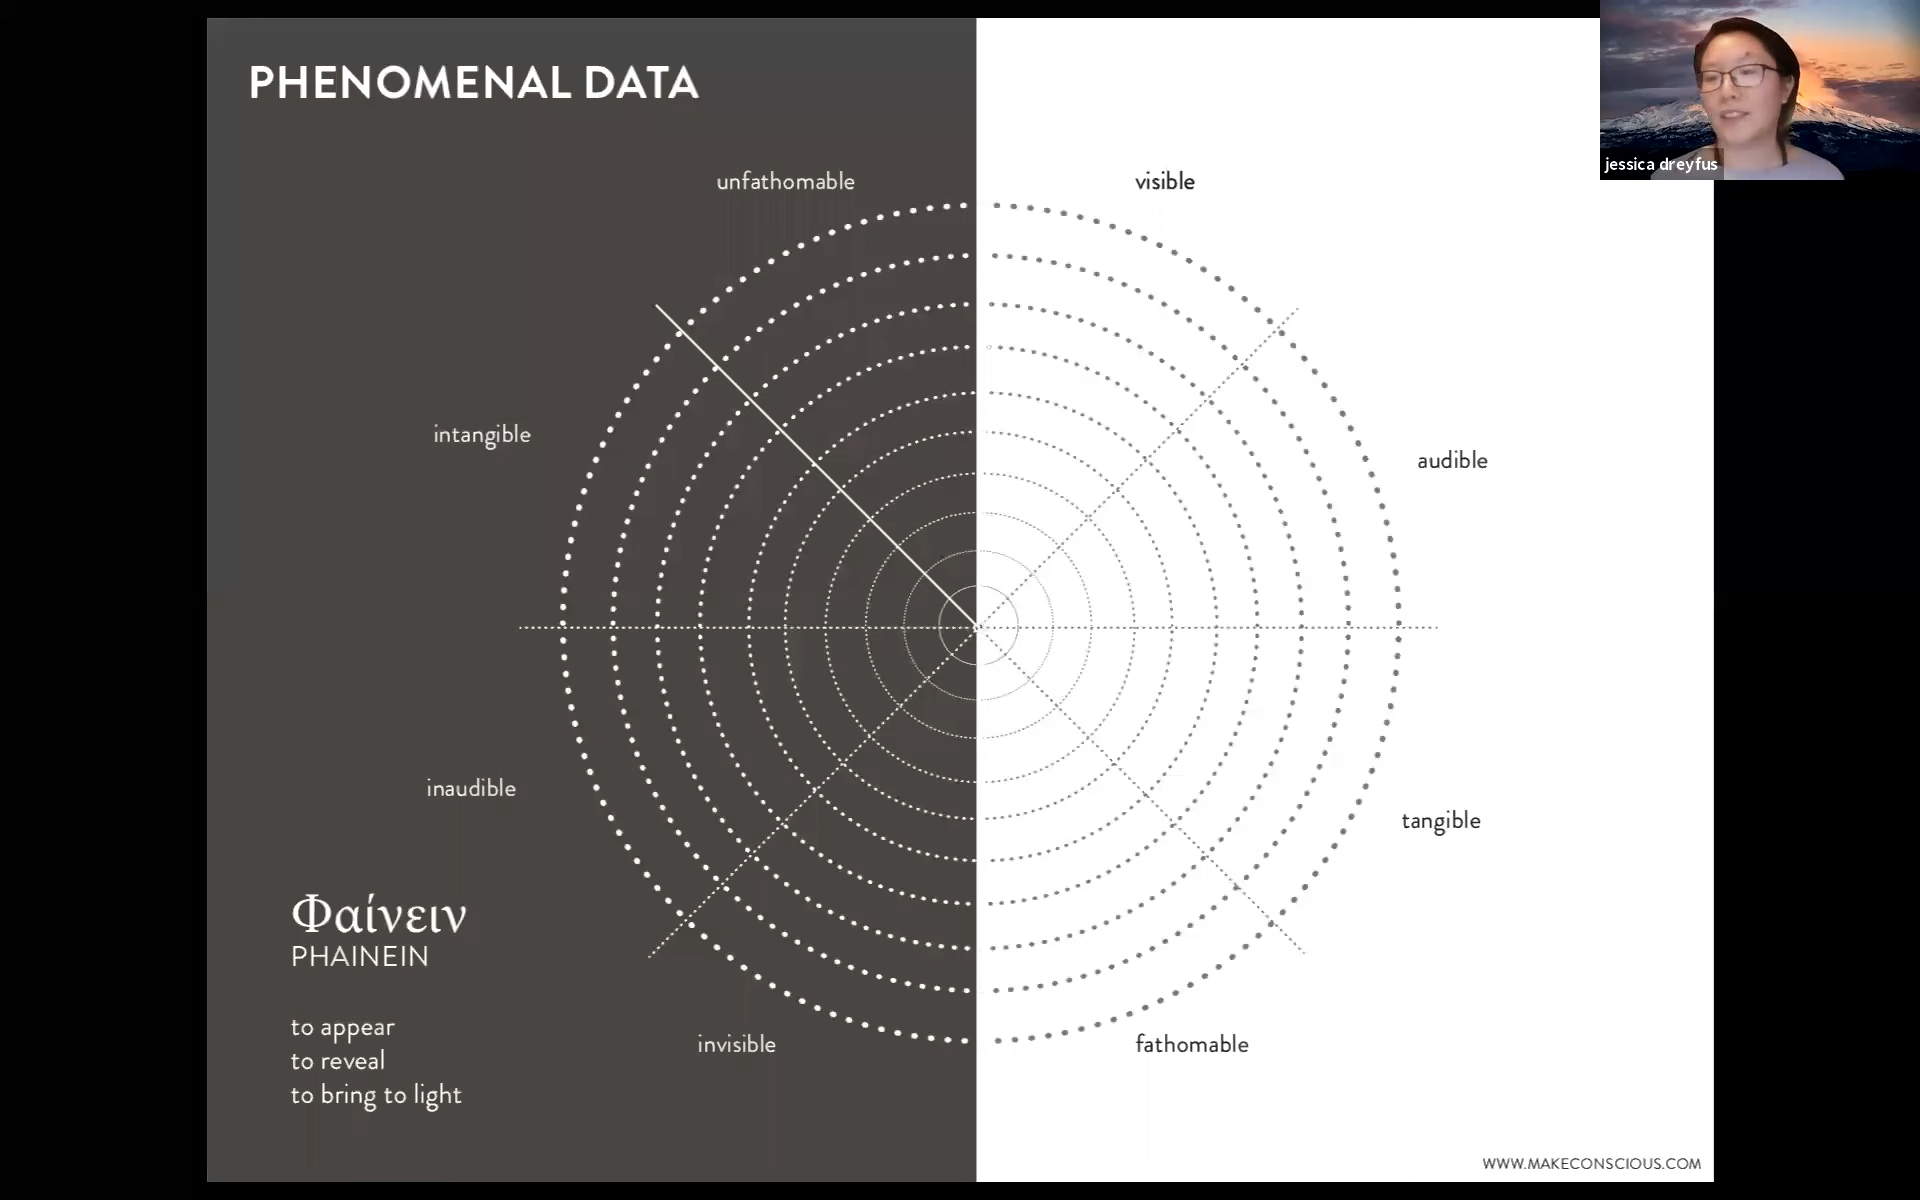 PHENOMENAL DATA
jessica dreyfus
unfathomable
visible
intangible
audible
inaudible
tangible
Φαίνειν
PHAINEIN
to appear
to reveal
to bring to light
invisible
fathomable
WWW.MAKECONSCIOUS.COM